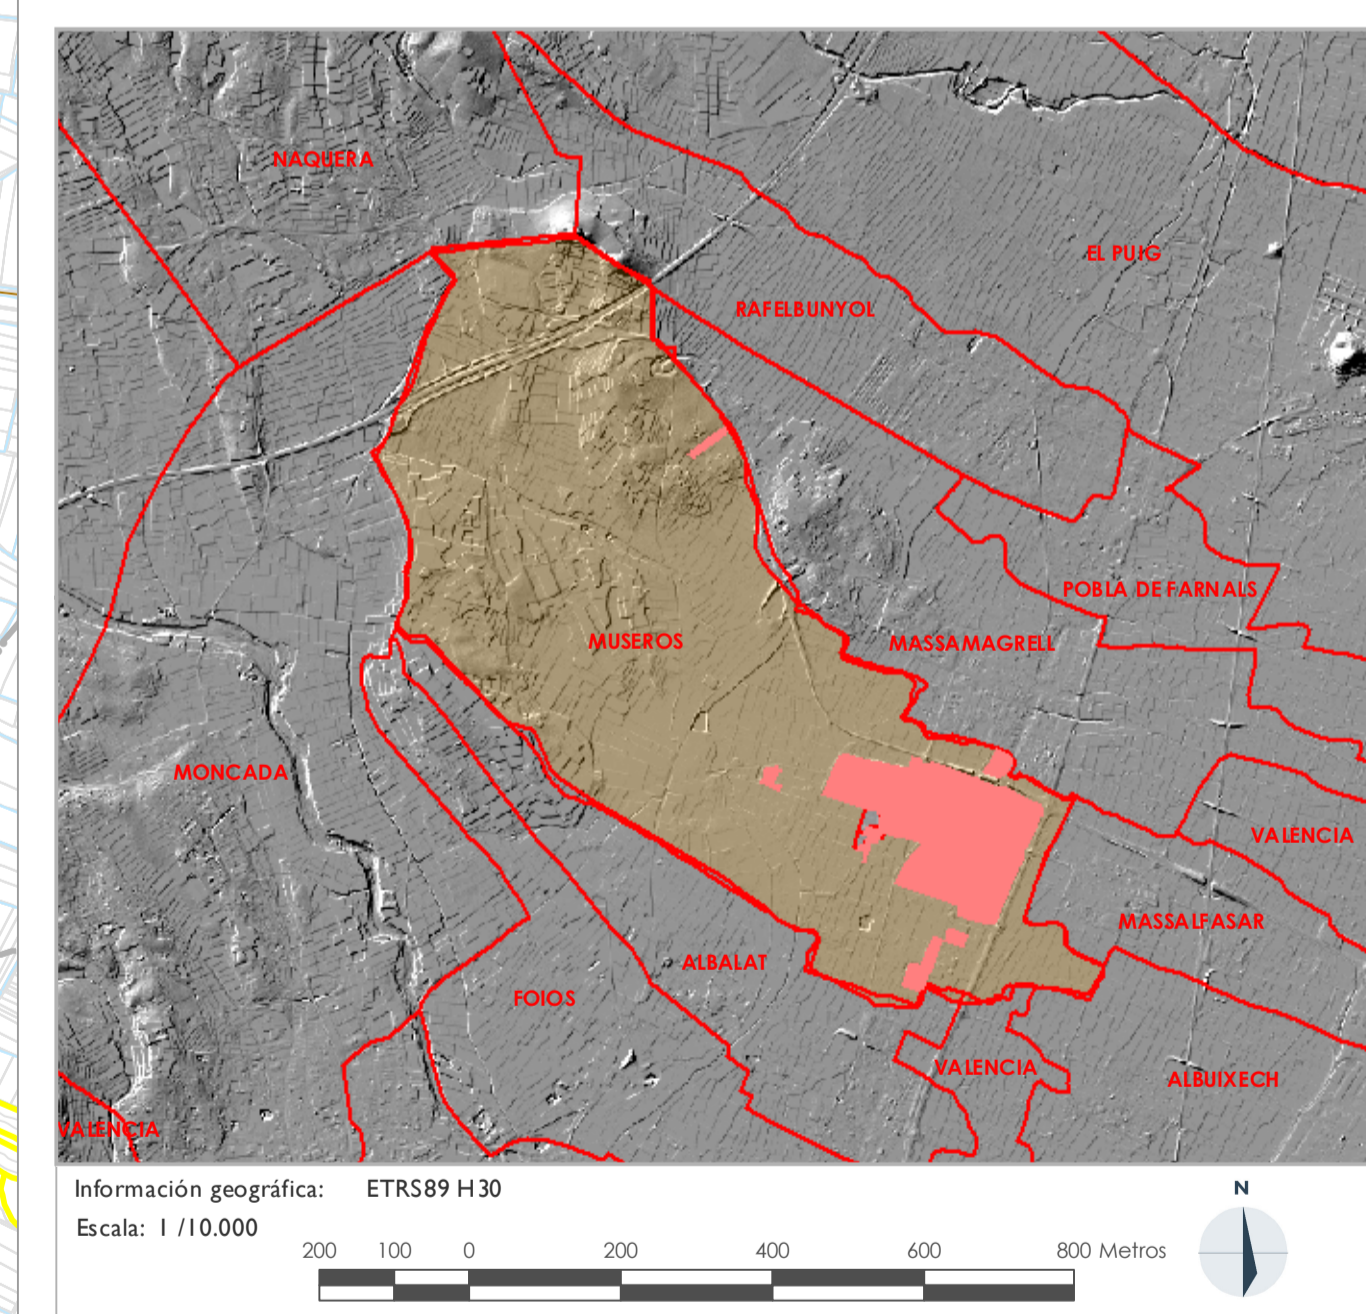 NAQUERA
EL PUIG
RAFELBUNYOL
POBLA DE FARNALS
MUSEROS
MASSAMAGRELL
MONCADA
VALENCIA
MASSALFASAR
ALBALAT
FOIOS
VALENCIA
ALBUIXECH
VALENCIA
Información geográfica: ETRS89 H30
N
Escala: 1 /10.000
200 100 0 200 400 600 800 Metros